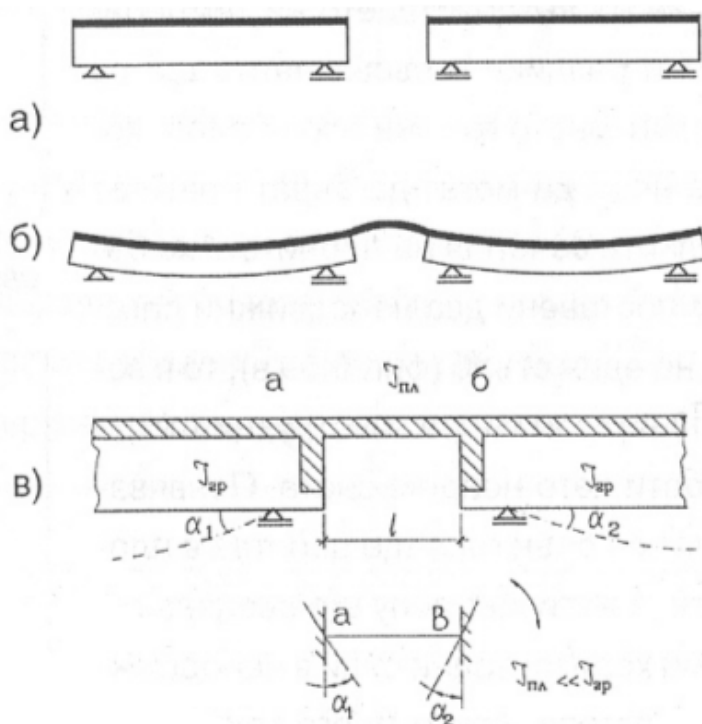 а)
б)
а Jпл б
в) Jгр Jгр
α1 α2
l
a в
α1 α2 Jпл << Jгр